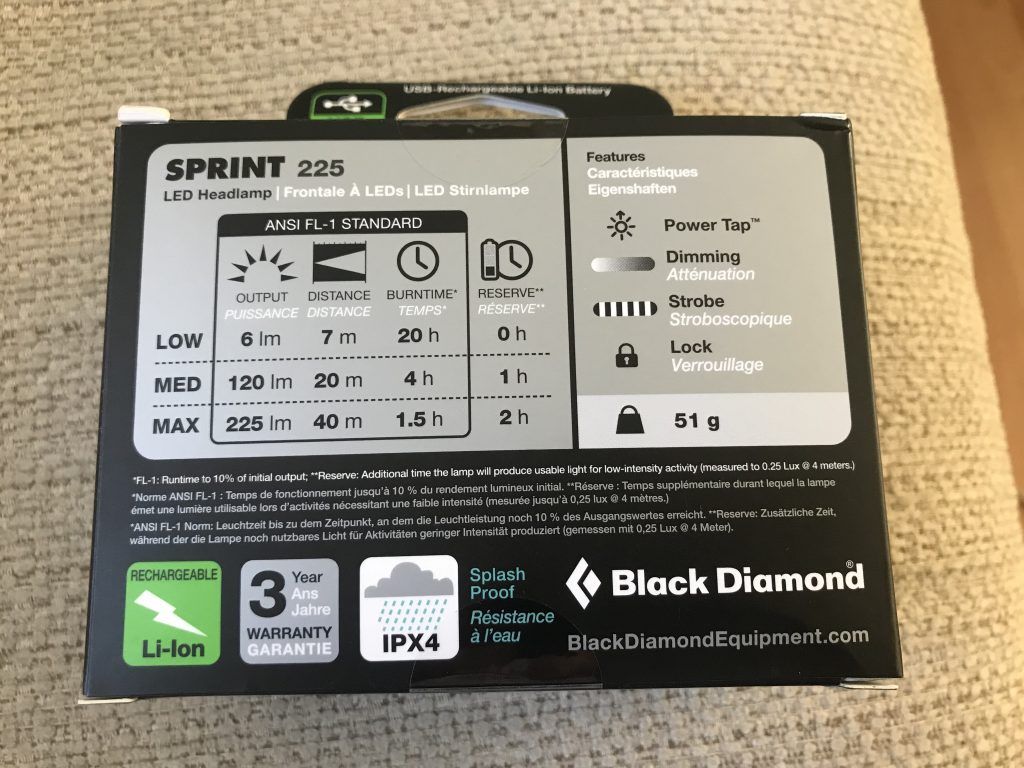 USB-Rechargeable Li-Ion Battery
SPRINT 225
LED Headlamp | Frontale À LEDs | LED Stirnlampe
ANSI FL-1 STANDARD
OUTPUT DISTANCE BURNTIME* RESERVE**
PUISSANCE DISTANCE TEMPS* RÉSERVE**
LOW 6 lm 7 m 20 h 0 h
MED 120 lm 20 m 4 h 1 h
MAX 225 lm 40 m 1.5 h 2 h
Features
Caractéristiques
Eigenshaften
Power Tap™
Dimming
Atténuation
Strobe
Stroboscopique
Lock
Verrouillage
51 g
*FL-1: Runtime to 10% of initial output; **Reserve: Additional time the lamp will produce usable light for low-intensity activity (measured to 0.25 Lux @ 4 meters.)
*Norme ANSI FL-1 : Temps de fonctionnement jusqu'à 10 % du rendement lumineux initial. **Réserve : Temps supplémentaire durant lequel la lampe
émet une lumière utilisable lors d'activités nécessitant une faible intensité (mesurée jusqu'à 0,25 lux @ 4 mètres.)
*ANSI FL-1 Norm: Leuchtzeit bis zu dem Zeitpunkt, an dem die Leuchtleistung noch 10 % des Ausgangswertes erreicht. **Reserve: Zusätzliche Zeit,
während der die Lampe noch nutzbares Licht für Aktivitäten geringer Intensität produziert (gemessen mit 0,25 Lux @ 4 Meter).
RECHARGEABLE
Li-Ion
3 Year
Ans
Jahre
WARRANTY
GARANTIE
IPX4
Splash
Proof
Résistance
à l'eau
Black Diamond®
BlackDiamondEquipment.com